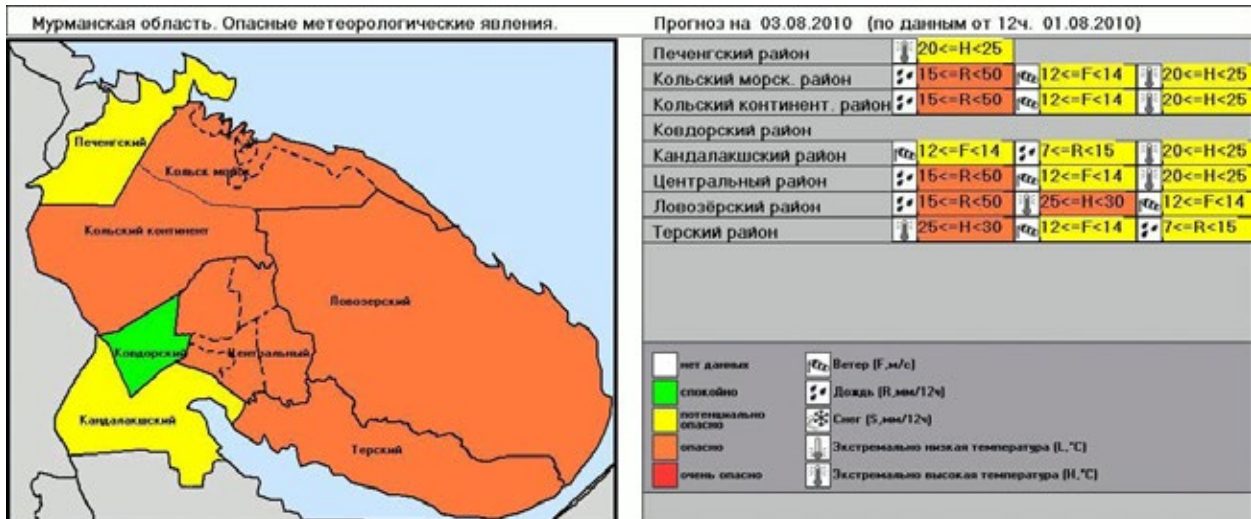 Мурманская область. Опасные метеорологические явления.
Прогноз на 03.08.2010 (по данным от 12ч. 01.08.2010)
Печенгский
Кольск морск
Кольский континент
Ловозерский
Ковдорский
Центральный
Кандалакшский
Терский
Печенгский район 20<=H<25
Кольский морск. район 15<=R<50 12<=F<14 20<=H<25
Кольский континент. район 15<=R<50 12<=F<14 20<=H<25
Ковдорский район
Кандалакшский район 12<=F<14 7<=R<15 20<=H<25
Центральный район 15<=R<50 12<=F<14 20<=H<25
Ловозёрский район 15<=R<50 25<=H<30 12<=F<14
Терский район 25<=H<30 12<=F<14 7<=R<15
нет данных
спокойно
потенциально
опасно
опасно
очень опасно
Ветер (F,м/с)
Дождь (R,мм/12ч)
Снег (S,мм/12ч)
Экстремально низкая температура (L,°C)
Экстремально высокая температура (H,°C)